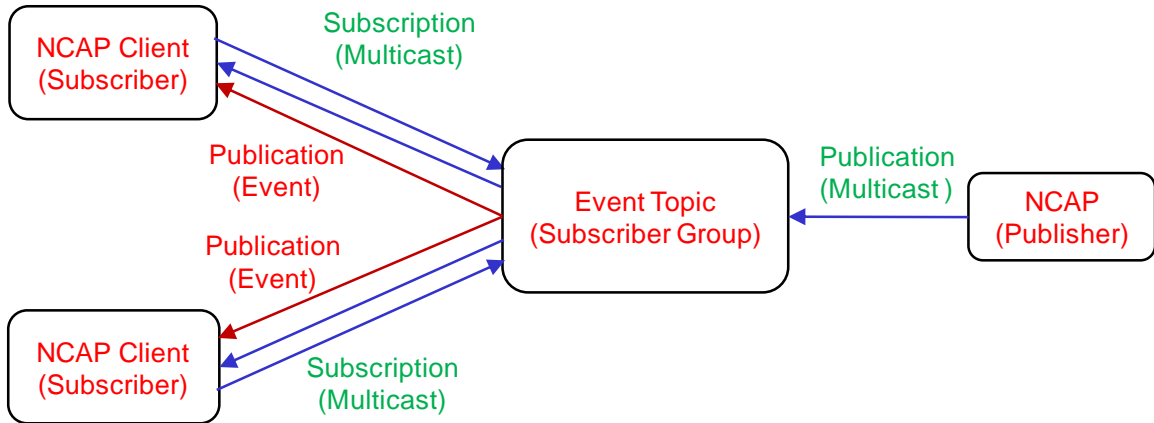 NCAP Client
(Subscriber)
Subscription
(Multicast)
Publication
(Event)
Event Topic
(Subscriber Group)
Publication
(Multicast )
NCAP
(Publisher)
Publication
(Event)
NCAP Client
(Subscriber)
Subscription
(Multicast)